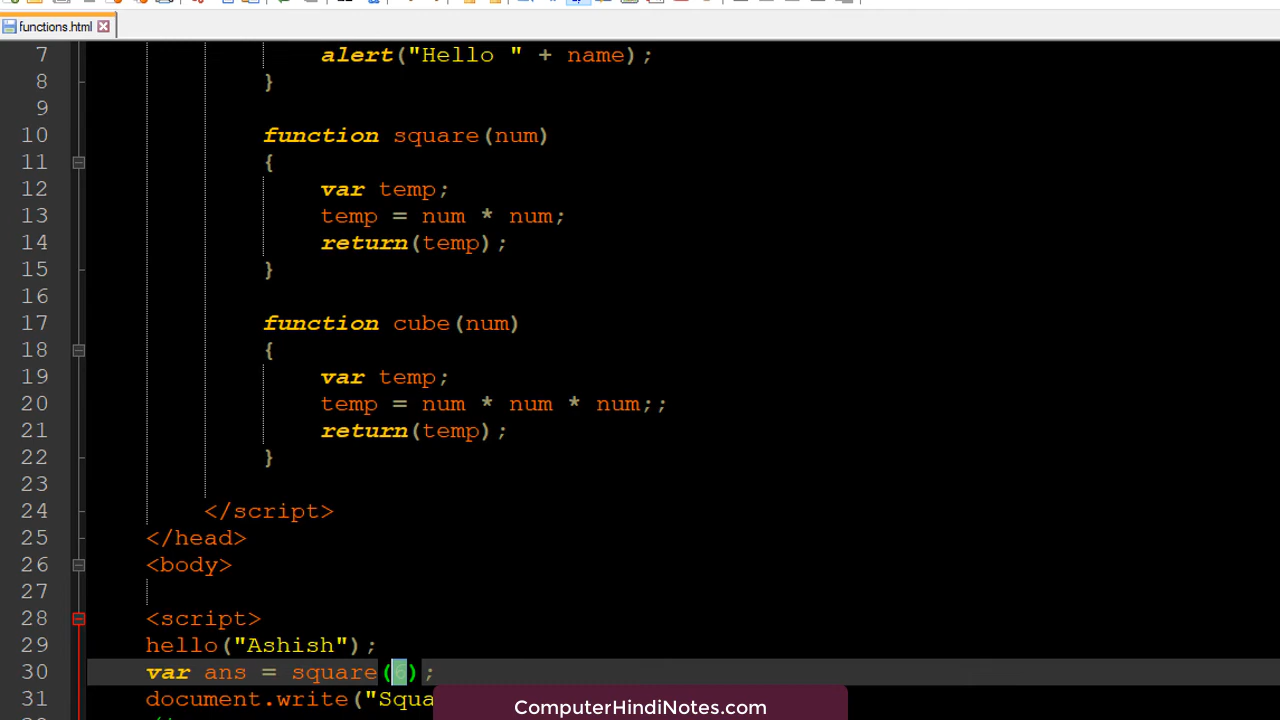 functions.html
7 alert("Hello " + name);
8 }
9
10 function square(num)
11 {
12 var temp;
13 temp = num * num;
14 return(temp);
15 }
16
17 function cube(num)
18 {
19 var temp;
20 temp = num * num * num;;
21 return(temp);
22 }
23
24 </script>
25 </head>
26 <body>
27
28 <script>
29 hello("Ashish");
30 var ans = square(6);
31 document.write("Squa
ComputerHindiNotes.com